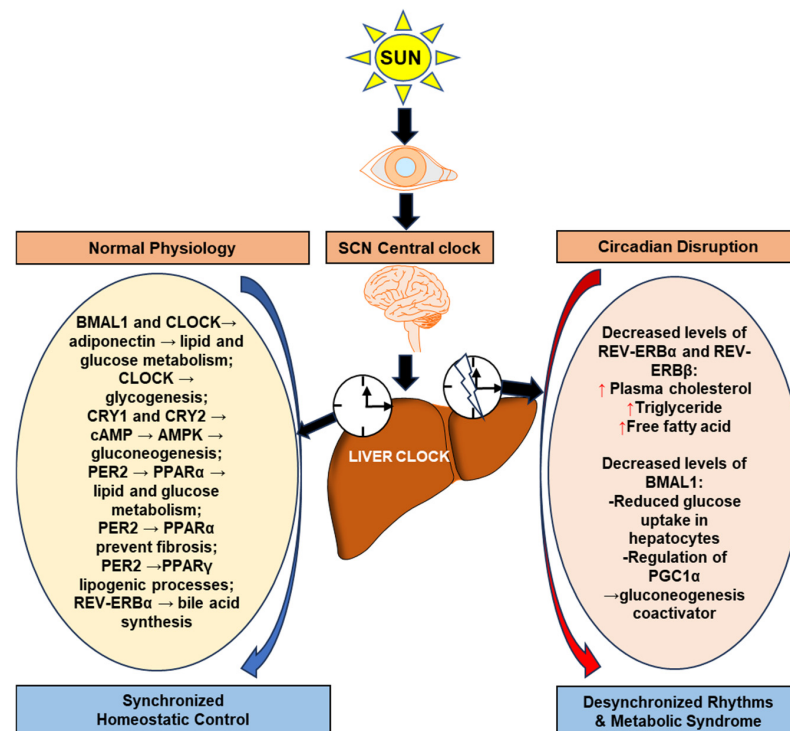 SUN
Normal Physiology
SCN Central clock
Circadian Disruption
BMAL1 and CLOCK→
adiponectin → lipid and
glucose metabolism;
CLOCK →
glycogenesis;
CRY1 and CRY2 →
cAMP → AMPK →
gluconeogenesis;
PER2 → PPARα →
lipid and glucose
metabolism;
PER2 → PPARα
prevent fibrosis;
PER2 →PPARγ
lipogenic processes;
REV-ERBα → bile acid
synthesis
LIVER CLOCK
Decreased levels of
REV-ERBα and REV-
ERBβ:
↑ Plasma cholesterol
↑Triglyceride
↑Free fatty acid
Decreased levels of
BMAL1:
-Reduced glucose
uptake in
hepatocytes
-Regulation of
PGC1α
→gluconeogenesis
coactivator
Synchronized
Homeostatic Control
Desynchronized Rhythms
& Metabolic Syndrome